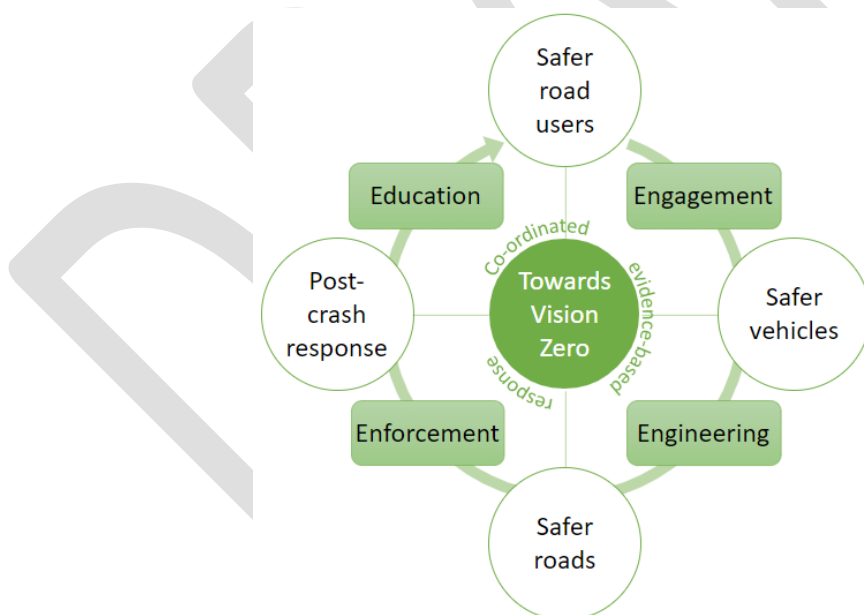 Safer
road
users
Education
Engagement
Co-ordinated
evidence-based
response
Towards
Vision
Zero
Post-
crash
response
Safer
vehicles
Enforcement
Engineering
Safer
roads